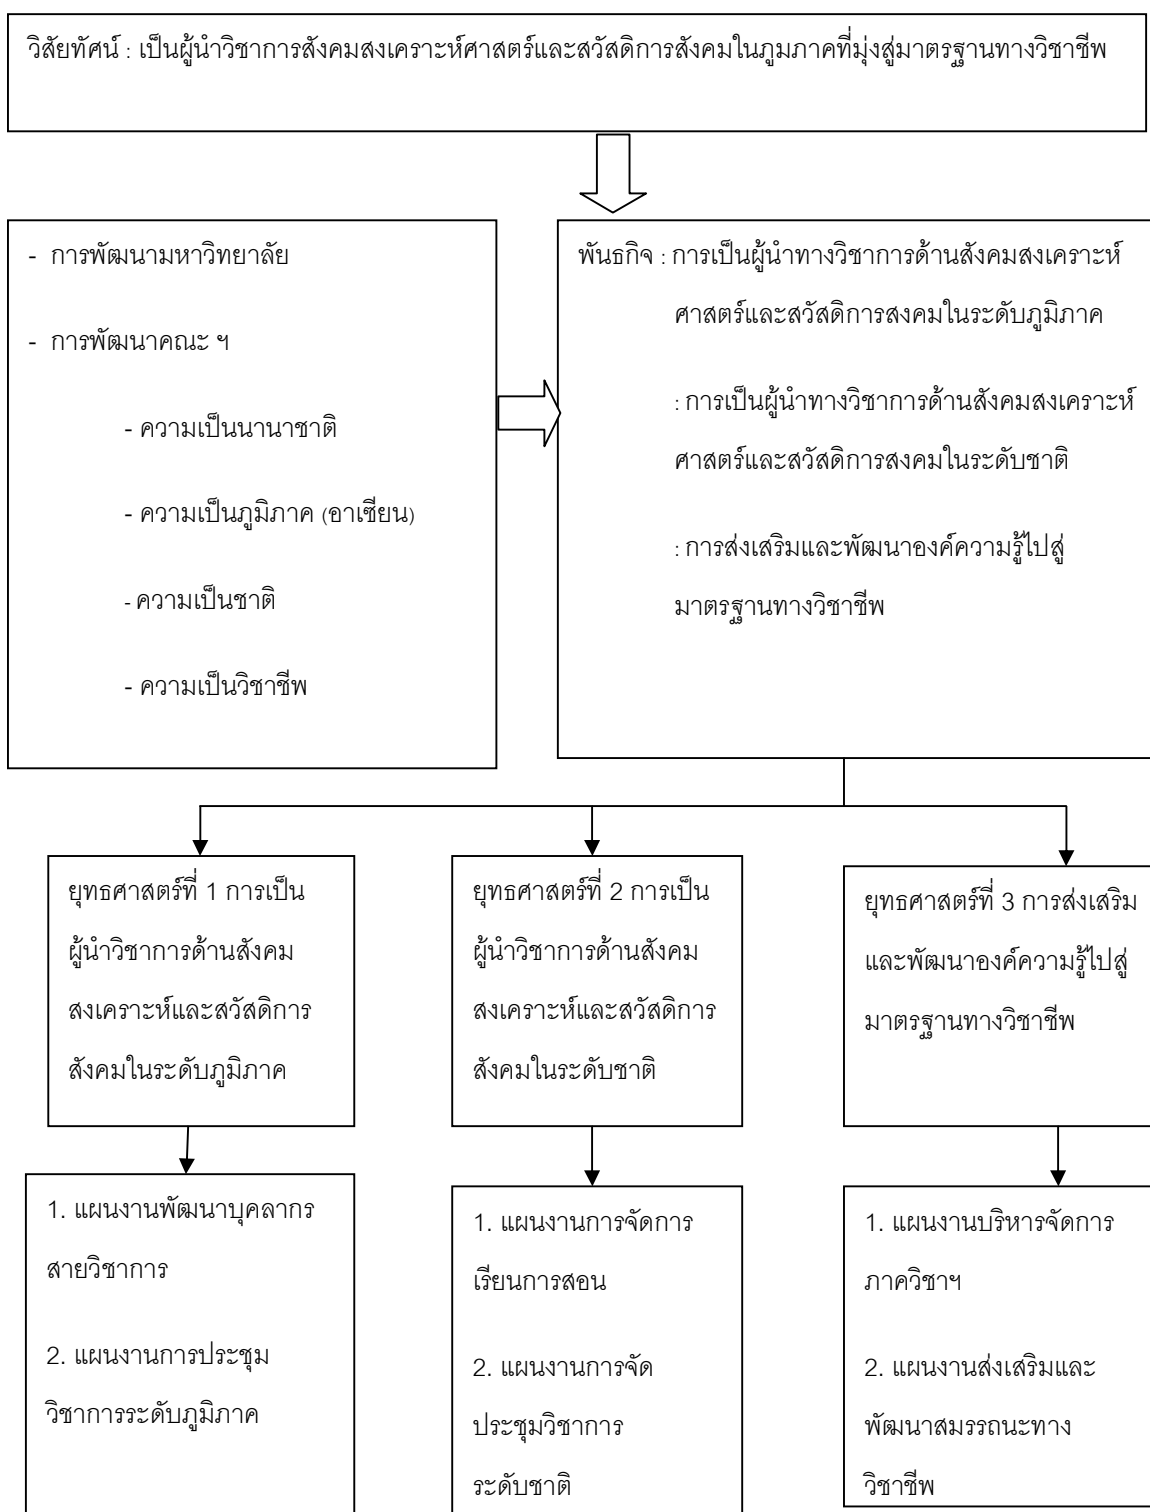 วิสัยทัศน์ : เป็นผู้นำวิชาการสังคมสงเคราะห์ศาสตร์และสวัสดิการสังคมในภูมภาคที่มุ่งสู่มาตรฐานทางวิชาชีพ
- การพัฒนามหาวิทยาลัย
- การพัฒนาคณะ ฯ
- ความเป็นนานาชาติ
- ความเป็นภูมิภาค (อาเซียน)
- ความเป็นชาติ
- ความเป็นวิชาชีพ
พันธกิจ : การเป็นผู้นำทางวิชาการด้านสังคมสงเคราะห์
ศาสตร์และสวัสดิการสงคมในระดับภูมิภาค
: การเป็นผู้นำทางวิชาการด้านสังคมสงเคราะห์
ศาสตร์และสวัสดิการสงคมในระดับชาติ
: การส่งเสริมและพัฒนาองค์ความรู้ไปสู่
มาตรฐานทางวิชาชีพ
ยุทธศาสตร์ที่ 1 การเป็น
ผู้นำวิชาการด้านสังคม
สงเคราะห์และสวัสดิการ
สังคมในระดับภูมิภาค
ยุทธศาสตร์ที่ 2 การเป็น
ผู้นำวิชาการด้านสังคม
สงเคราะห์และสวัสดิการ
สังคมในระดับชาติ
ยุทธศาสตร์ที่ 3 การส่งเสริม
และพัฒนาองค์ความรู้ไปสู่
มาตรฐานทางวิชาชีพ
1. แผนงานพัฒนาบุคลากร
สายวิชาการ
2. แผนงานการประชุม
วิชาการระดับภูมิภาค
1. แผนงานการจัดการ
เรียนการสอน
2. แผนงานการจัด
ประชุมวิชาการ
ระดับชาติ
1. แผนงานบริหารจัดการ
ภาควิชาฯ
2. แผนงานส่งเสริมและ
พัฒนาสมรรถนะทาง
วิชาชีพ